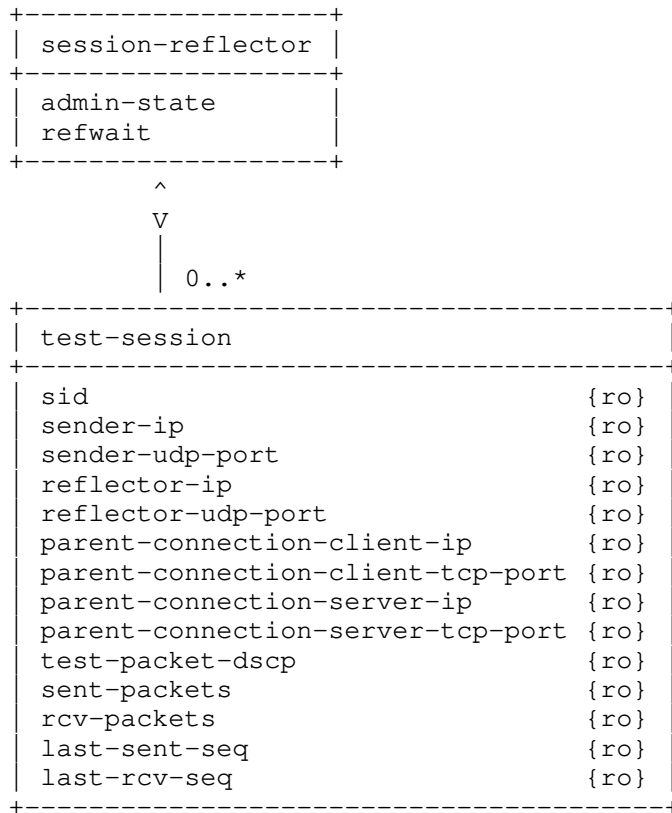 +-------------------+
| session-reflector |
+-------------------+
| admin-state       |
| refwait           |
+-------------------+
         ^
         V
         |
         | 0..*
+----------------------------------------+
| test-session                           |
+----------------------------------------+
| sid                               {ro} |
| sender-ip                         {ro} |
| sender-udp-port                   {ro} |
| reflector-ip                      {ro} |
| reflector-udp-port                {ro} |
| parent-connection-client-ip       {ro} |
| parent-connection-client-tcp-port {ro} |
| parent-connection-server-ip       {ro} |
| parent-connection-server-tcp-port {ro} |
| test-packet-dscp                  {ro} |
| sent-packets                      {ro} |
| rcv-packets                       {ro} |
| last-sent-seq                     {ro} |
| last-rcv-seq                      {ro} |
+----------------------------------------+